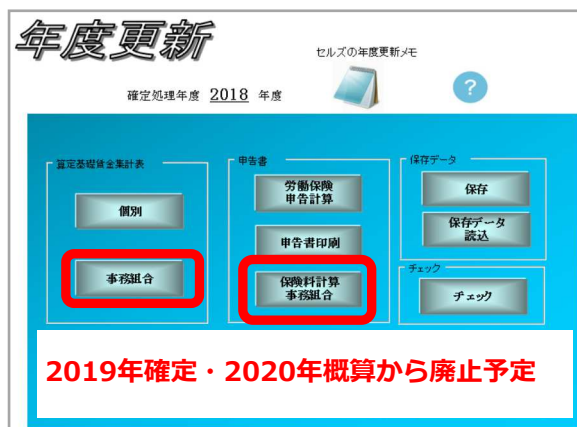 年度更新
セルズの年度更新メモ
確定処理年度 2018 年度
?
算定基礎賃金集計表
個別
事務組合
申告書
労働保険
申告計算
申告書印刷
保険料計算
事務組合
保存データ
保存
保存データ
読込
チェック
チェック
2019年確定・2020年概算から廃止予定